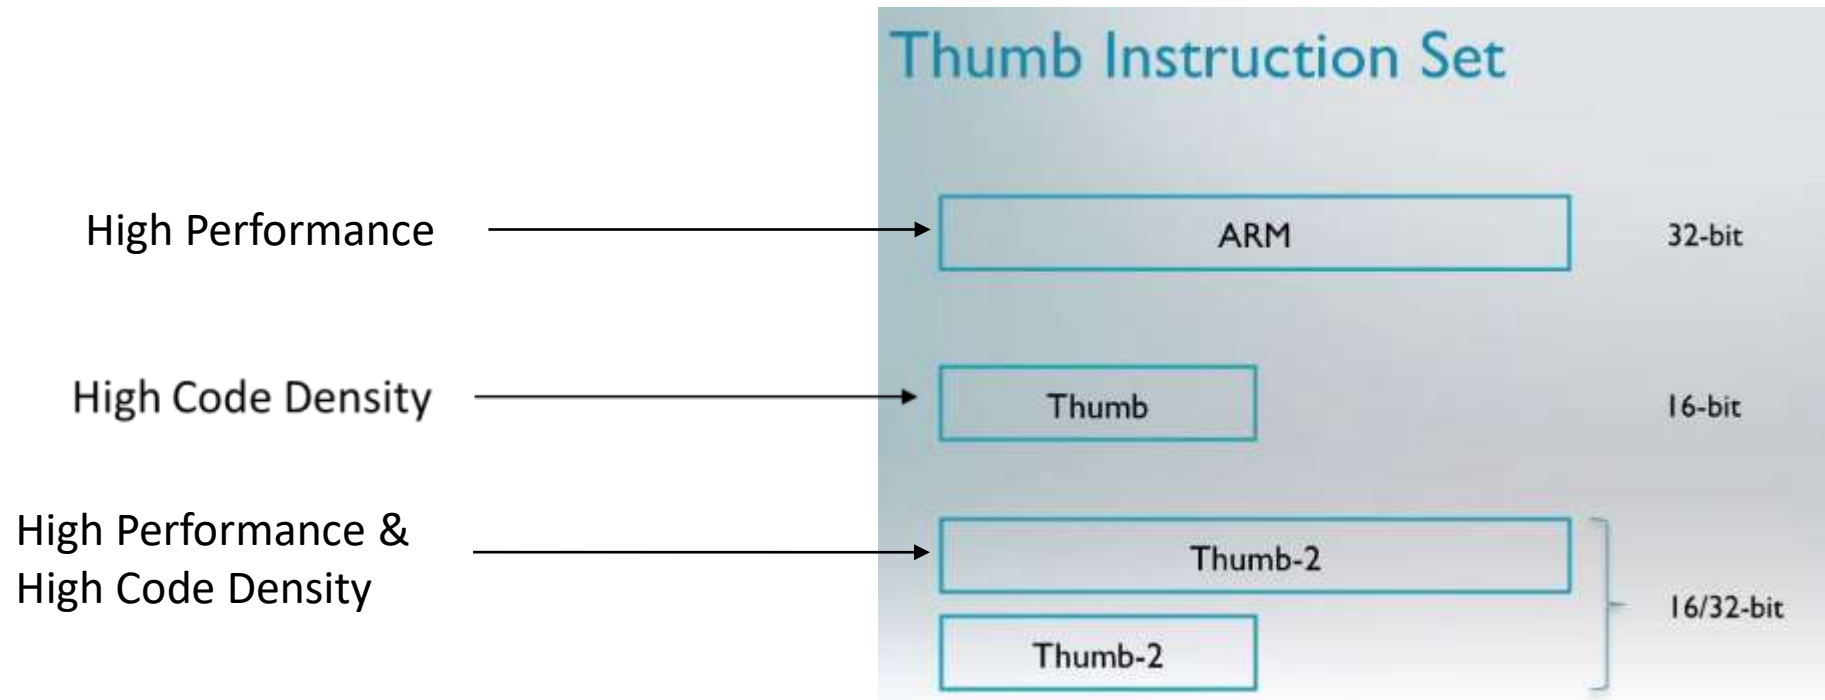 Thumb Instruction Set
High Performance
ARM
32-bit
High Code Density
Thumb
16-bit
High Performance &
High Code Density
Thumb-2
Thumb-2
16/32-bit